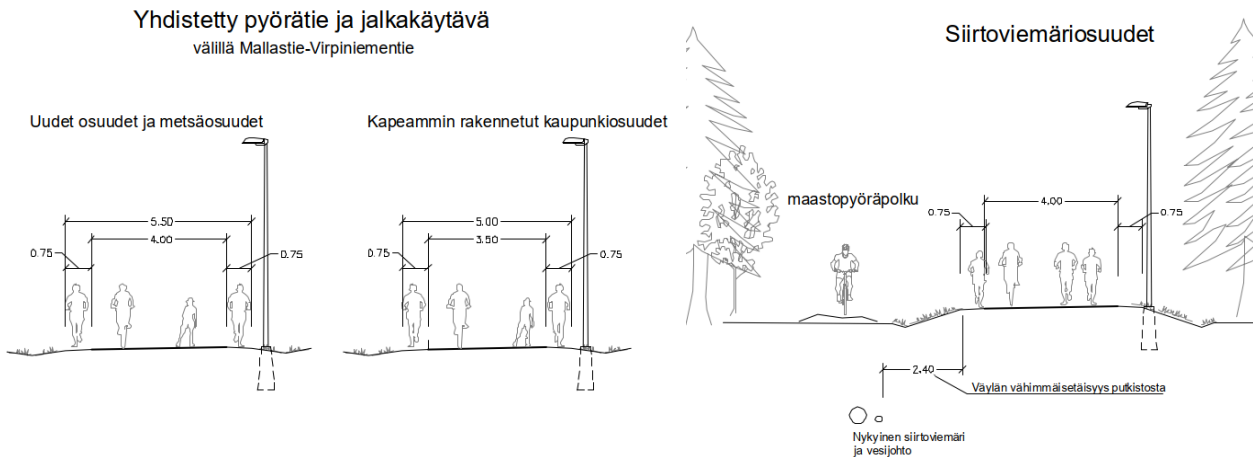 Yhdistetty pyörätie ja jalkakäytävä
välillä Mallastie-Virpiniementie
Uudet osuudet ja metsäosuudet
5.50
4.00
0.75
0.75
Kapeammin rakennetut kaupunkiosuudet
5.00
3.50
0.75
0.75
Siirtoviemäriosuudet
maastopyöräpolku
4.00
0.75
0.75
2.40
Väylän vähimmäisetäisyys putkistosta
Nykyinen siirtoviemäri
ja vesijohto